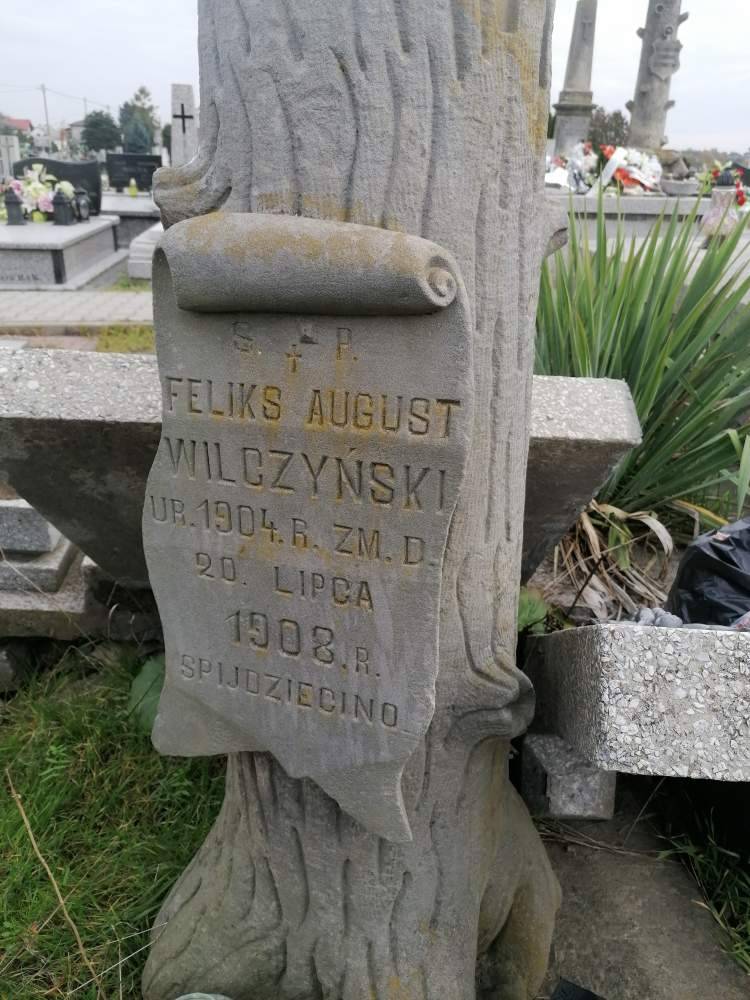 Ś. † P.
FELIKS AUGUST
WILCZYŃSKI
UR. 1904. R. ZM. D.
20. LIPCA
1908. R.
SPIJDZIECINO